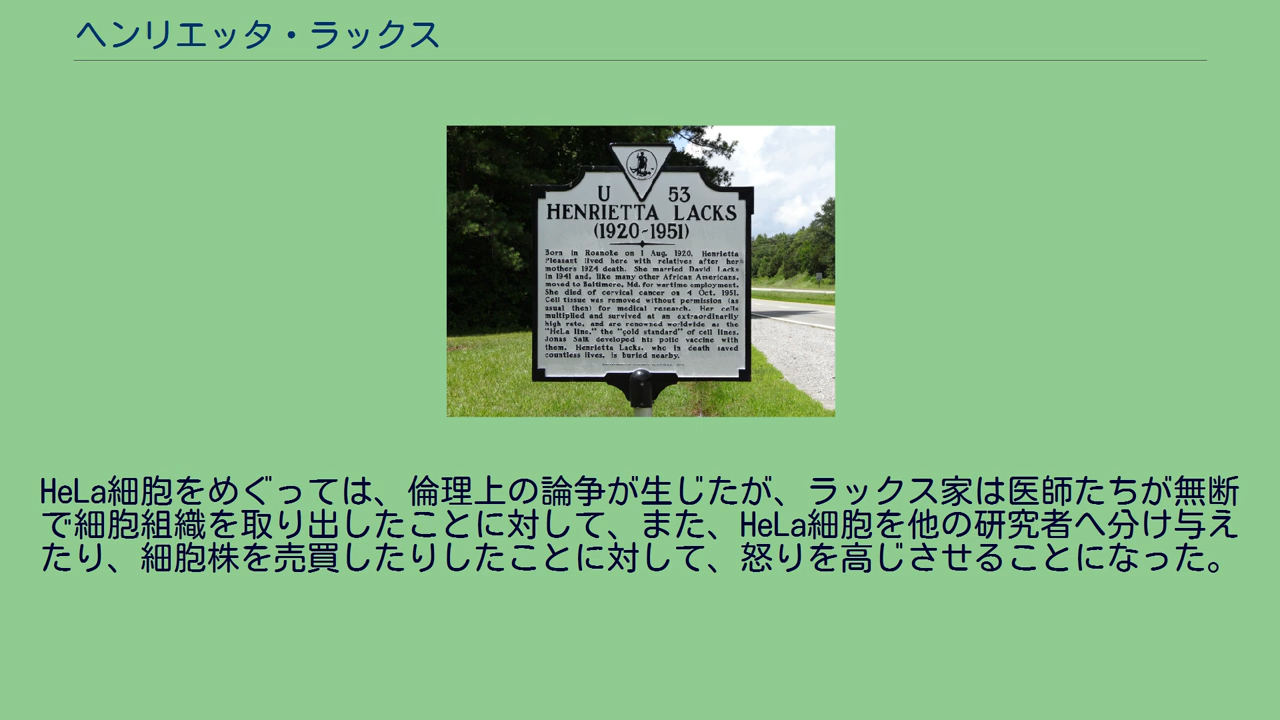 ヘンリエッタ・ラックス
U 53
HENRIETTA LACKS
(1920-1951)
Born in Roanoke on 1 Aug. 1920, Henrietta
Pleasant lived here with relatives after her
mother's 1924 death. She married David Lacks
in 1941 and, like many other African Americans,
moved to Baltimore, Md. for wartime employment.
She died of cervical cancer on 4 Oct. 1951.
Cell tissue was removed without permission (as
usual then) for medical research. Her cells
multiplied and survived at an extraordinarily
high rate, and are renowned worldwide as the
"HeLa line," the "gold standard" of cell lines.
Jonas Salk developed his polio vaccine with
them. Henrietta Lacks, who in death saved
countless lives, is buried nearby.
HeLa細胞をめぐっては、倫理上の論争が生じたが、ラックス家は医師たちが無断
で細胞組織を取り出したことに対して、また、HeLa細胞を他の研究者へ分け与え
たり、細胞株を売買したりしたことに対して、怒りを高じさせることになった。